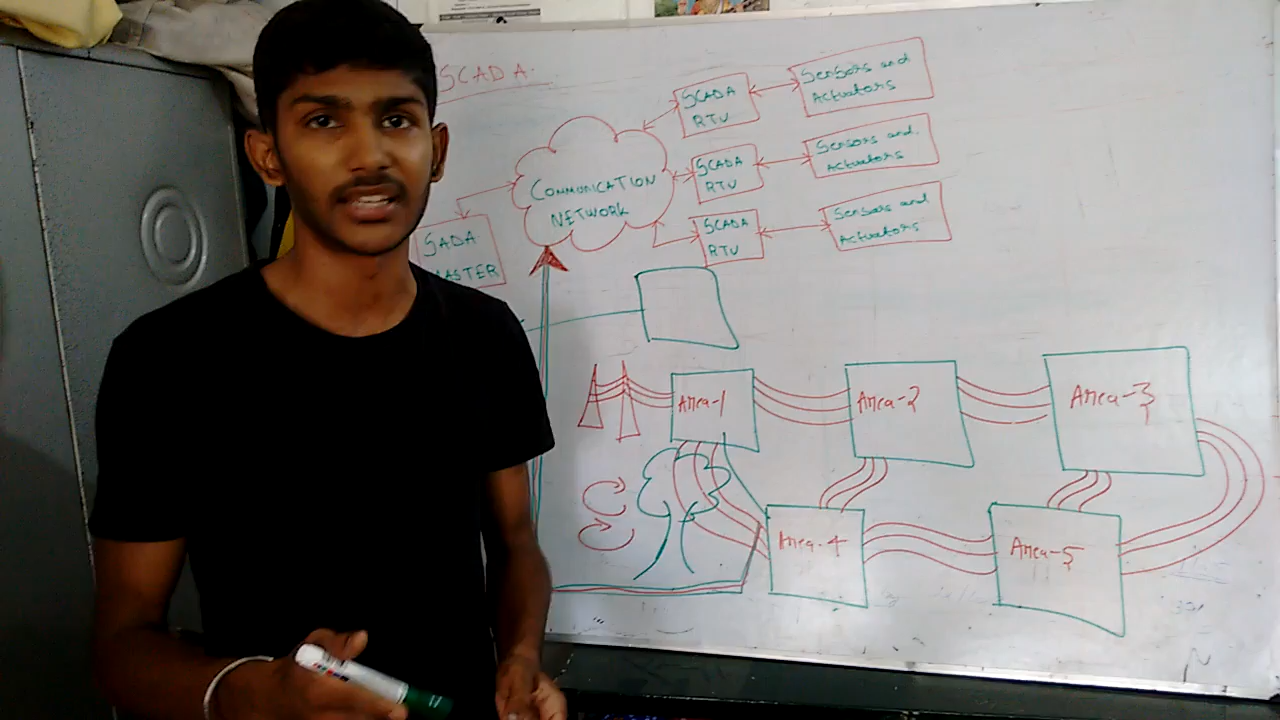 SCADA
SCADA
RTU
Sensors and
Actuators
COMMUNICATION
NETWORK
SCADA
RTU
Sensors and
Actuators
SADA
MASTER
SCADA
RTU
Sensors and
Actuators
Area-1
Area-2
Area-3
Area-4
Area-5